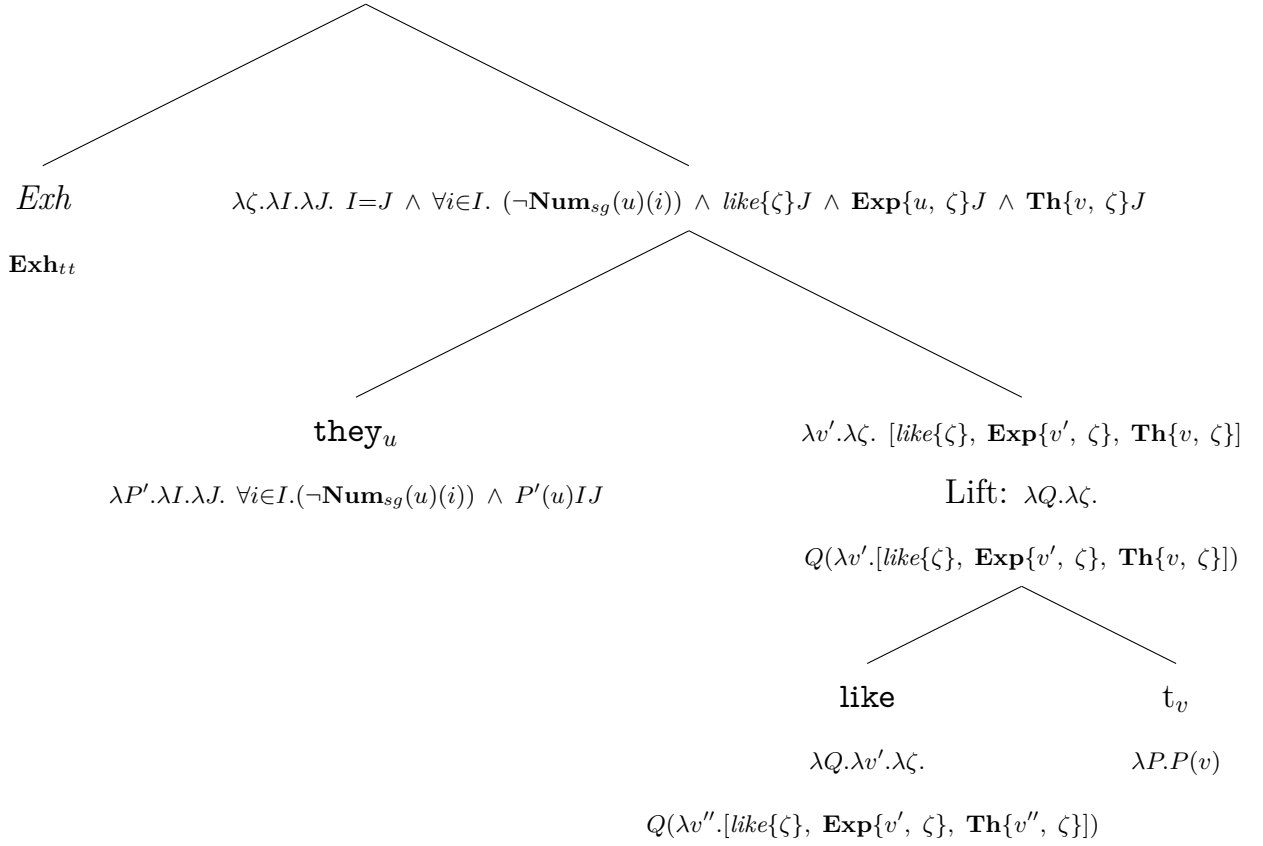 Exh
λζ.λI.λJ. I=J ∧ ∀i∈I. (¬Num_sg(u)(i)) ∧ like{ζ}J ∧ Exp{u, ζ}J ∧ Th{v, ζ}J
Exh_tt
they_u
λv′.λζ. [like{ζ}, Exp{v′, ζ}, Th{v, ζ}]
λP′.λI.λJ. ∀i∈I.(¬Num_sg(u)(i)) ∧ P′(u)IJ
Lift: λQ.λζ.
Q(λv′.[like{ζ}, Exp{v′, ζ}, Th{v, ζ}])
like
t_v
λQ.λv′.λζ.
λP.P(v)
Q(λv″.[like{ζ}, Exp{v′, ζ}, Th{v″, ζ}])